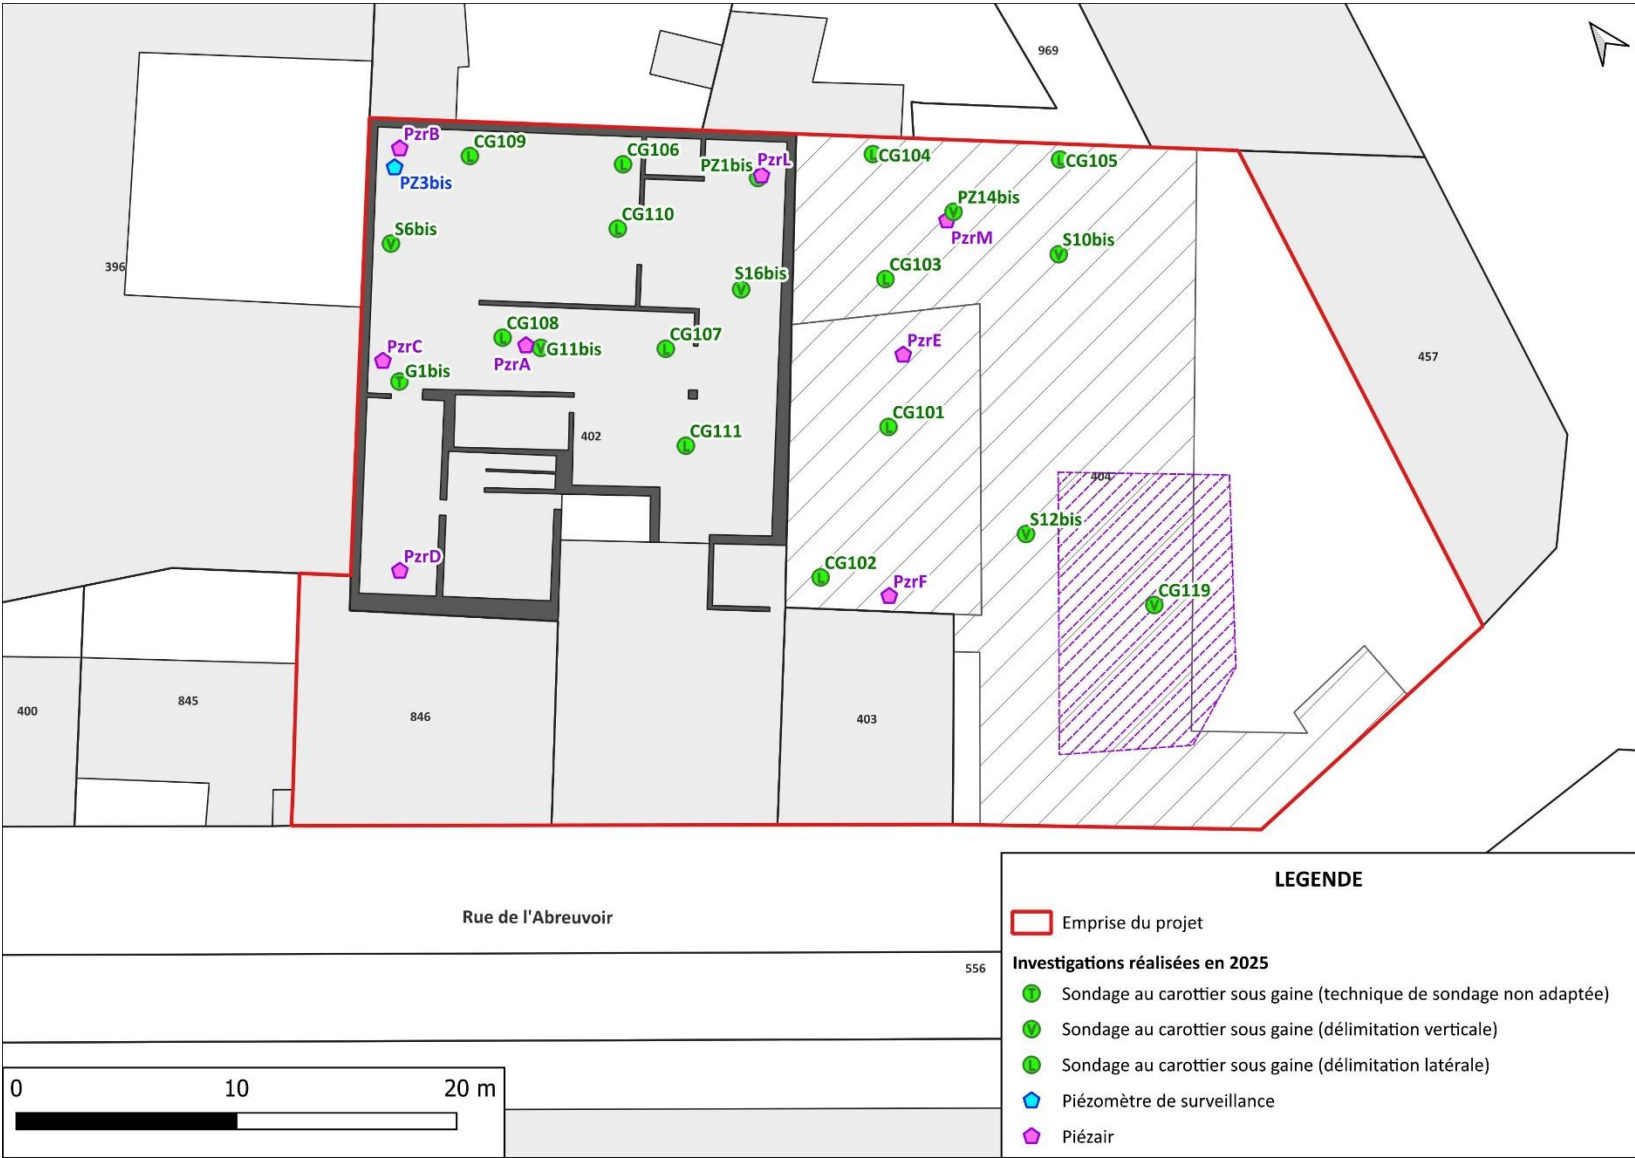 969
PzrB
CG109
CG106
PZ1bis
PzrL
CG104
CG105
PZ3bis
PZ14bis
PzrM
CG110
S6bis
S10bis
396
CG103
S16bis
CG108
CG107
PzrC
PzrA
G11bis
PzrE
457
G1bis
CG101
402
CG111
404
S12bis
PzrD
CG102
PzrF
CG119
400
845
846
403
LEGENDE
Emprise du projet
Rue de l'Abreuvoir
Investigations réalisées en 2025
556
T Sondage au carottier sous gaine (technique de sondage non adaptée)
V Sondage au carottier sous gaine (délimitation verticale)
L Sondage au carottier sous gaine (délimitation latérale)
Piézomètre de surveillance
Piézair
0 10 20 m